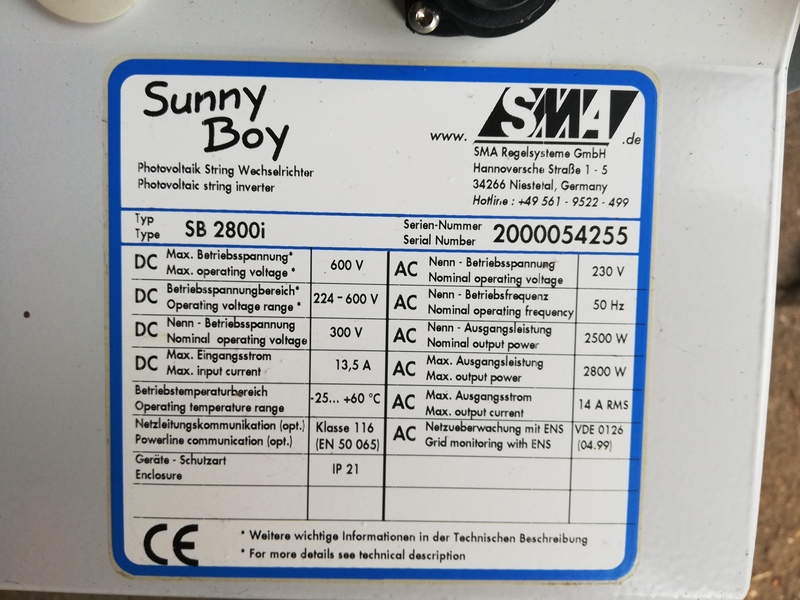 Sunny
Boy
Photovoltaik String Wechselrichter
Photovoltaic string inverter
www. SMA .de
SMA Regelsysteme GmbH
Hannoversche Straße 1 - 5
34266 Niestetal, Germany
Hotline : +49 561 - 9522 - 499
Typ
Type
SB 2800i
Serien-Nummer
Serial Number
2000054255
DC Max. Betriebsspannung*
Max. operating voltage *
600 V
AC Nenn - Betriebsspannung
Nominal operating voltage
230 V
DC Betriebsspannungbereich*
Operating voltage range *
224 - 600 V
AC Nenn - Betriebsfrequenz
Nominal operating frequency
50 Hz
DC Nenn - Betriebsspannung
Nominal operating voltage
300 V
AC Nenn - Ausgangsleistung
Nominal output power
2500 W
DC Max. Eingangsstrom
Max. input current
13,5 A
AC Max. Ausgangsleistung
Max. output power
2800 W
Betriebstemperaturbereich
Operating temperature range
-25... +60 °C
AC Max. Ausgangsstrom
Max. output current
14 A RMS
Netzleitungskommunikation (opt.)
Powerline communication (opt.)
Klasse 116
(EN 50 065)
AC Netzueberwachung mit ENS
Grid monitoring with ENS
VDE 0126
(04.99)
Geräte - Schutzart
Enclosure
IP 21
CE
* Weitere wichtige Informationen in der Technischen Beschreibung
* For more details see technical description